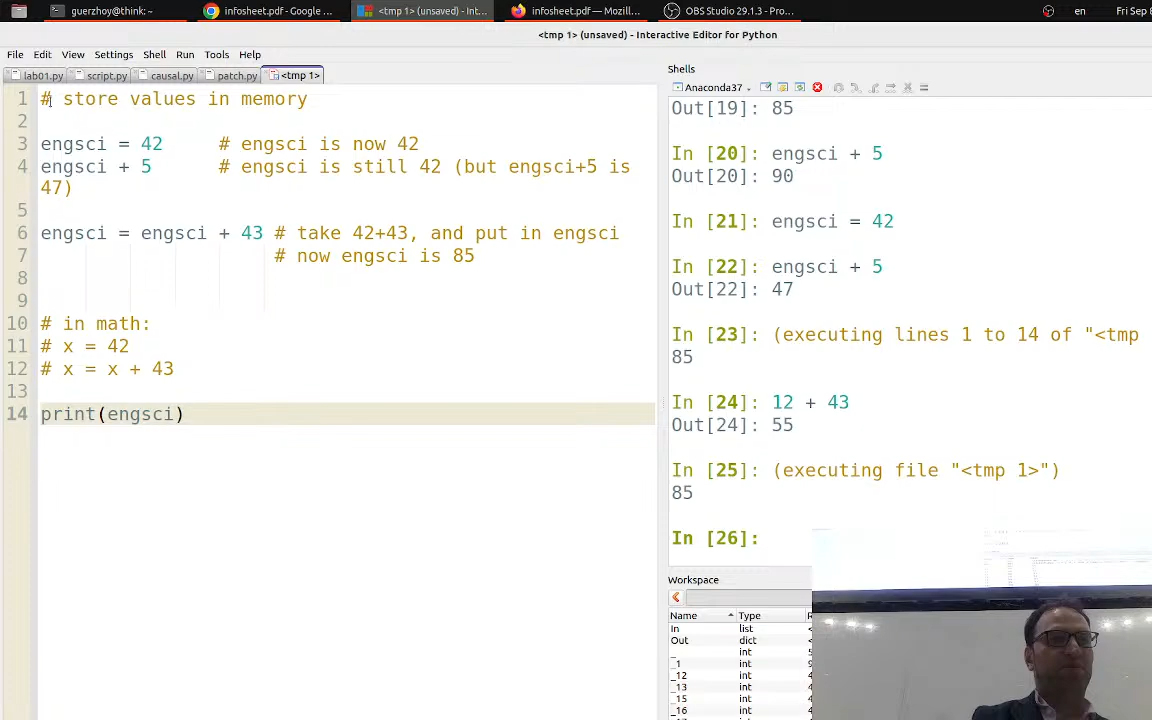 guerzhoy@think: ~
infosheet.pdf - Google ...
<tmp 1> (unsaved) - Int...
infosheet.pdf — Mozill...
OBS Studio 29.1.3 - Pro...
en
Fri Sep
<tmp 1> (unsaved) - Interactive Editor for Python
File Edit View Settings Shell Run Tools Help
lab01.py script.py causal.py patch.py <tmp 1>
1 # store values in memory
2
3 engsci = 42 # engsci is now 42
4 engsci + 5 # engsci is still 42 (but engsci+5 is
47)
5
6 engsci = engsci + 43 # take 42+43, and put in engsci
7 # now engsci is 85
8
9
10 # in math:
11 # x = 42
12 # x = x + 43
13
14 print(engsci)
Shells
Anaconda37
Out[19]: 85
In [20]: engsci + 5
Out[20]: 90
In [21]: engsci = 42
In [22]: engsci + 5
Out[22]: 47
In [23]: (executing lines 1 to 14 of "<tmp
85
In [24]: 12 + 43
Out[24]: 55
In [25]: (executing file "<tmp 1>")
85
In [26]:
Workspace
Name Type
In list
Out dict
_ int
_1 int
_12 int
_13 int
_15 int
_16 int